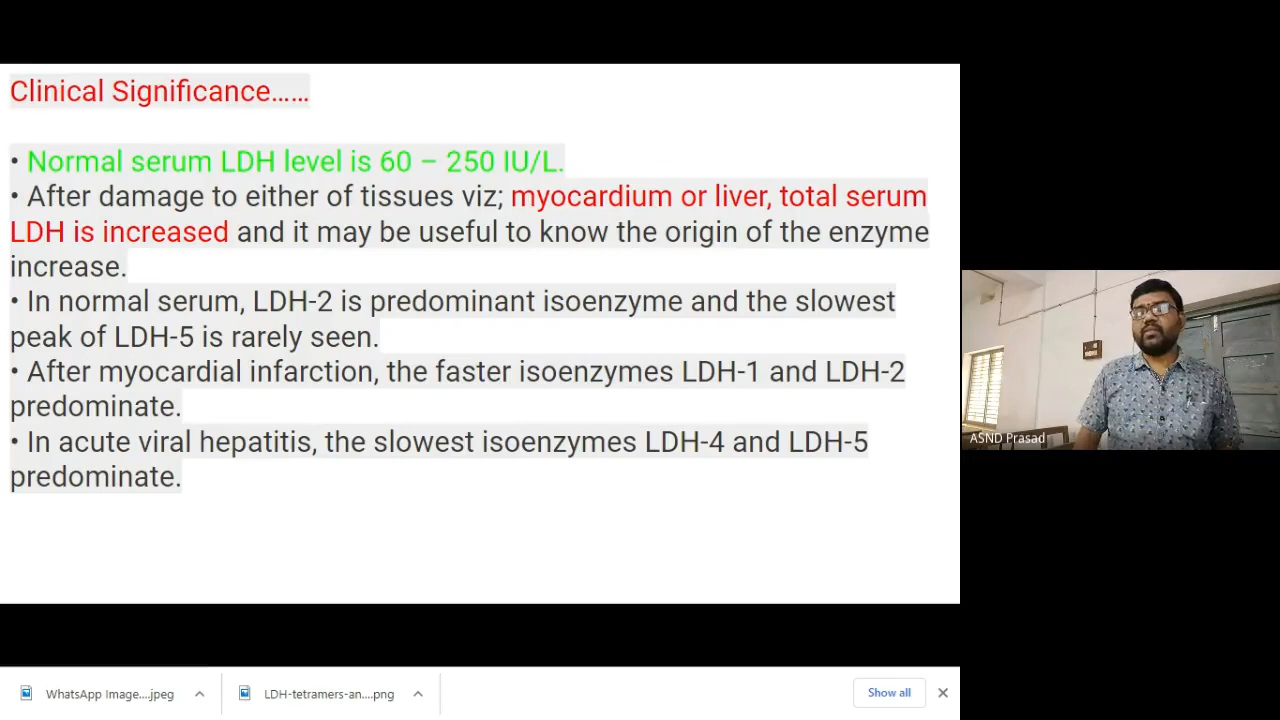 Clinical Significance......
• Normal serum LDH level is 60 – 250 IU/L.
• After damage to either of tissues viz; myocardium or liver, total serum
LDH is increased and it may be useful to know the origin of the enzyme
increase.
• In normal serum, LDH-2 is predominant isoenzyme and the slowest
peak of LDH-5 is rarely seen.
• After myocardial infarction, the faster isoenzymes LDH-1 and LDH-2
predominate.
• In acute viral hepatitis, the slowest isoenzymes LDH-4 and LDH-5
predominate.
ASND Prasad
WhatsApp Image....jpeg
LDH-tetramers-an....png
Show all